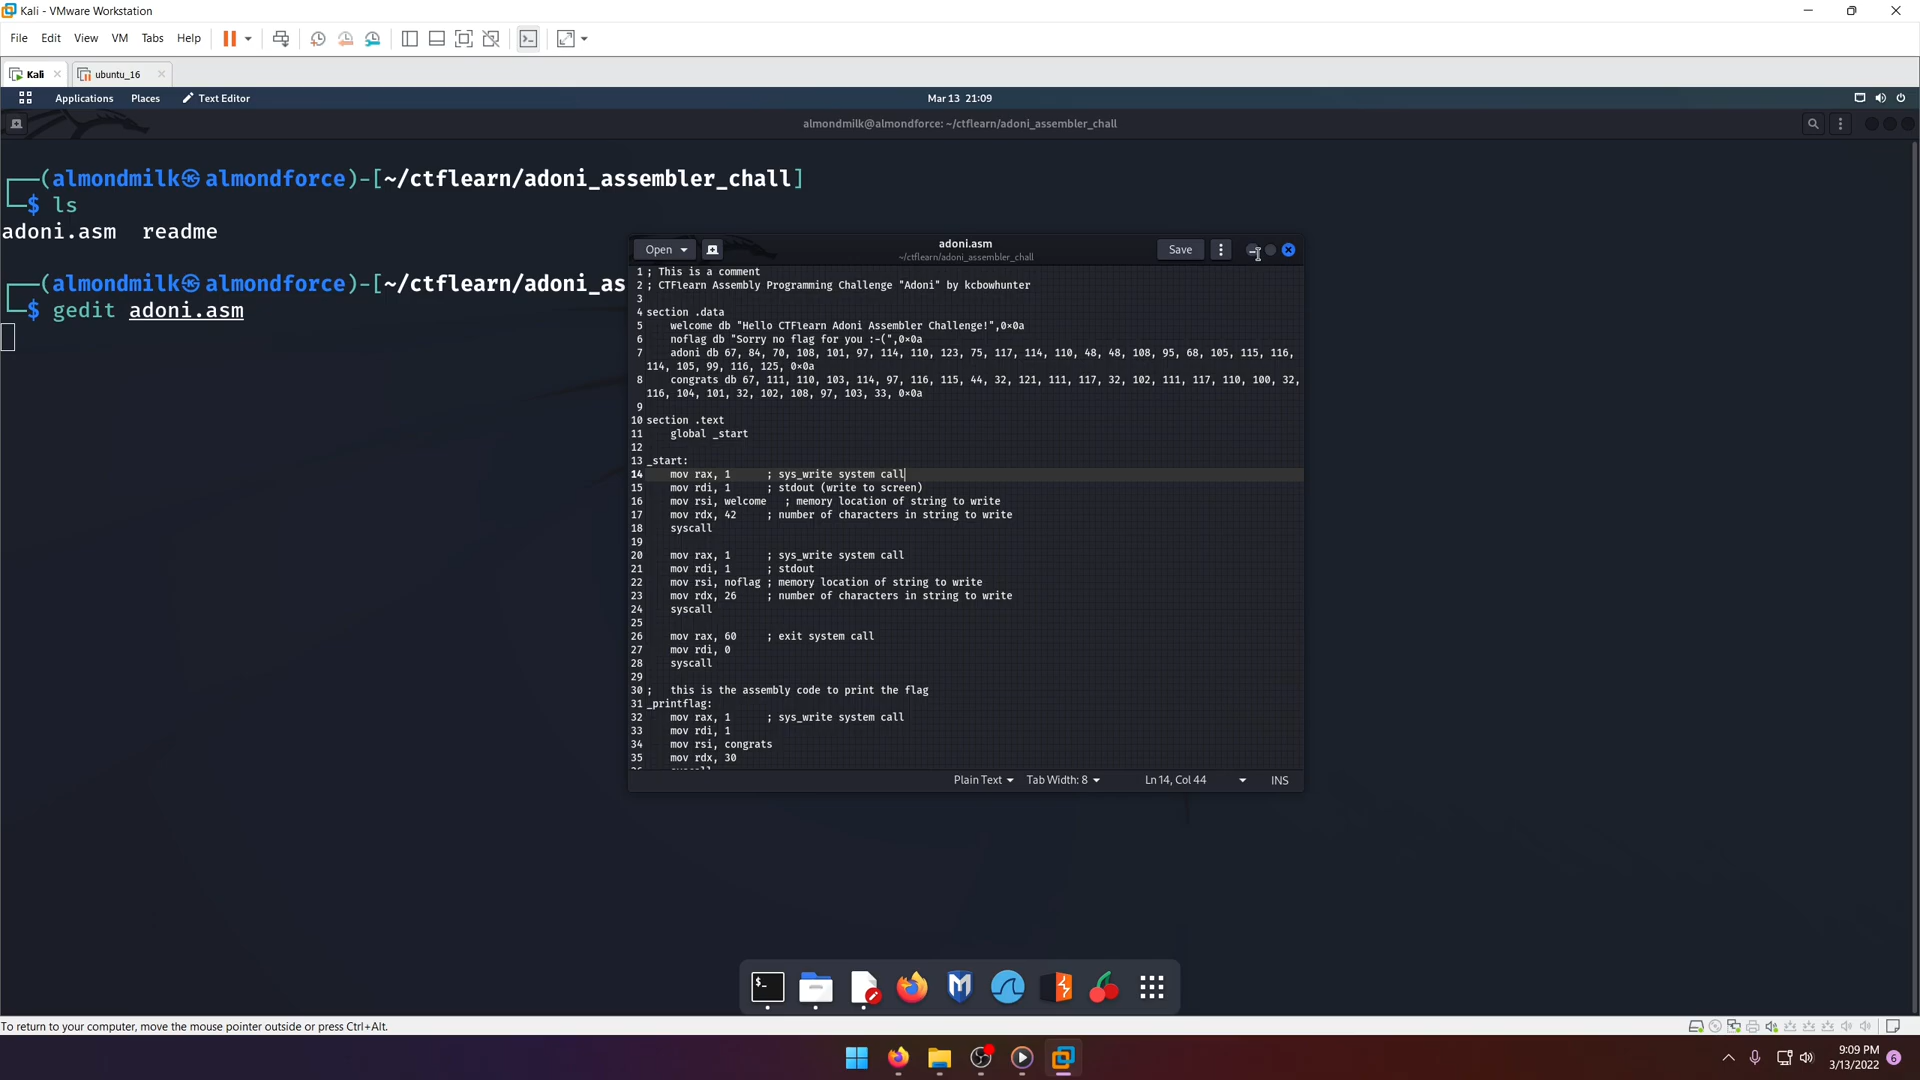 Kali - VMware Workstation
File Edit View VM Tabs Help
Kali ubuntu_16
Applications Places Text Editor Mar 13 21:09
almondmilk@almondforce: ~/ctflearn/adoni_assembler_chall
(almondmilk㉿almondforce)-[~/ctflearn/adoni_assembler_chall]
$ ls
adoni.asm readme
(almondmilk㉿almondforce)-[~/ctflearn/adoni_as
$ gedit adoni.asm
Open adoni.asm Save
~/ctflearn/adoni_assembler_chall
1 ; This is a comment
2 ; CTFlearn Assembly Programming Challenge "Adoni" by kcbowhunter
3
4 section .data
5 welcome db "Hello CTFlearn Adoni Assembler Challenge!",0×0a
6 noflag db "Sorry no flag for you :-(",0×0a
7 adoni db 67, 84, 70, 108, 101, 97, 114, 110, 123, 75, 117, 114, 110, 48, 48, 108, 95, 68, 105, 115, 116,
114, 105, 99, 116, 125, 0×0a
8 congrats db 67, 111, 110, 103, 114, 97, 116, 115, 44, 32, 121, 111, 117, 32, 102, 111, 117, 110, 100, 32,
116, 104, 101, 32, 102, 108, 97, 103, 33, 0×0a
9
10 section .text
11 global _start
12
13 _start:
14 mov rax, 1 ; sys_write system call
15 mov rdi, 1 ; stdout (write to screen)
16 mov rsi, welcome ; memory location of string to write
17 mov rdx, 42 ; number of characters in string to write
18 syscall
19
20 mov rax, 1 ; sys_write system call
21 mov rdi, 1 ; stdout
22 mov rsi, noflag ; memory location of string to write
23 mov rdx, 26 ; number of characters in string to write
24 syscall
25
26 mov rax, 60 ; exit system call
27 mov rdi, 0
28 syscall
29
30 ; this is the assembly code to print the flag
31 _printflag:
32 mov rax, 1 ; sys_write system call
33 mov rdi, 1
34 mov rsi, congrats
35 mov rdx, 30
Plain Text Tab Width: 8 Ln 14, Col 44 INS
To return to your computer, move the mouse pointer outside or press Ctrl+Alt.
9:09 PM
3/13/2022 6